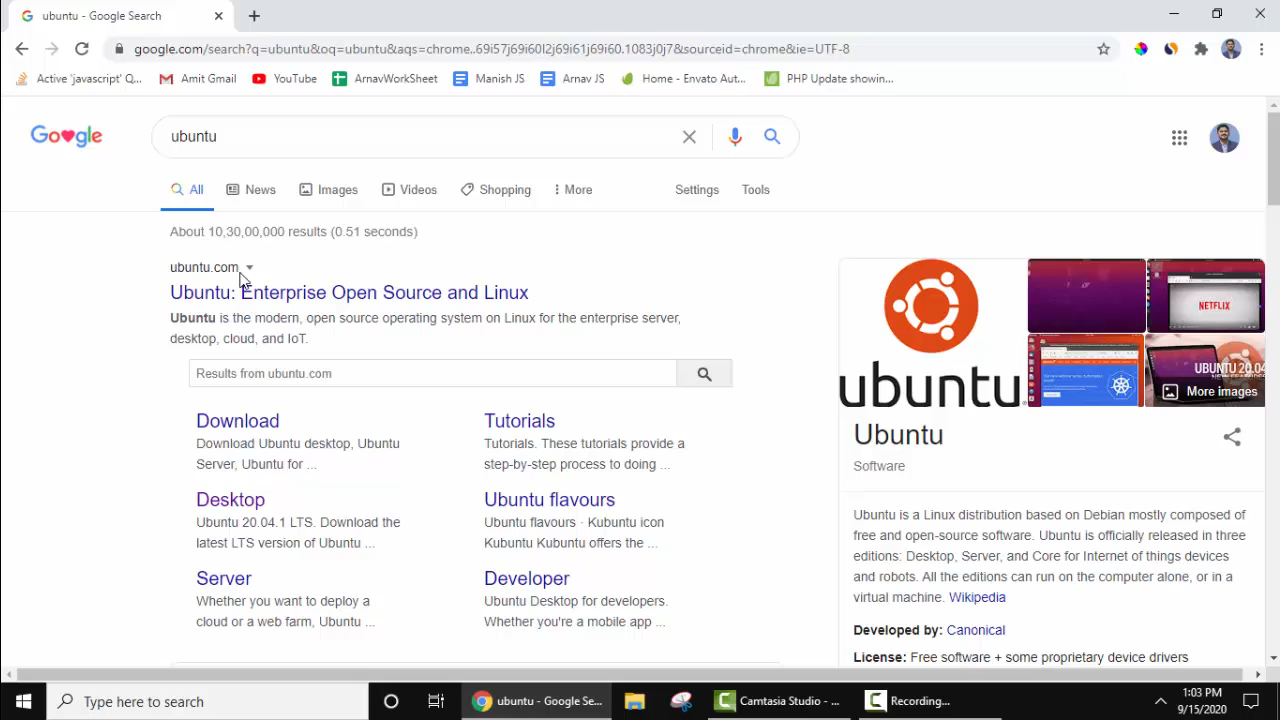 ubuntu - Google Search
google.com/search?q=ubuntu&oq=ubuntu&aqs=chrome..69i57j69i60l2j69i61j69i60.1083j0j7&sourceid=chrome&ie=UTF-8
Active 'javascript' Q... Amit Gmail YouTube ArnavWorkSheet Manish JS Arnav JS Home - Envato Aut... PHP Update showin...
Go❤gle
ubuntu
All News Images Videos Shopping More Settings Tools
About 10,30,00,000 results (0.51 seconds)
ubuntu.com
Ubuntu: Enterprise Open Source and Linux
Ubuntu is the modern, open source operating system on Linux for the enterprise server,
desktop, cloud, and IoT.
Results from ubuntu.com
Download
Download Ubuntu desktop, Ubuntu
Server, Ubuntu for ...
Tutorials
Tutorials. These tutorials provide a
step-by-step process to doing ...
Desktop
Ubuntu 20.04.1 LTS. Download the
latest LTS version of Ubuntu ...
Ubuntu flavours
Ubuntu flavours · Kubuntu icon
Kubuntu Kubuntu offers the ...
Server
Whether you want to deploy a
cloud or a web farm, Ubuntu ...
Developer
Ubuntu Desktop for developers.
Whether you're a mobile app ...
ubuntu
NETFLIX
UBUNTU 20.04
More images
Ubuntu
Software
Ubuntu is a Linux distribution based on Debian mostly composed of
free and open-source software. Ubuntu is officially released in three
editions: Desktop, Server, and Core for Internet of things devices
and robots. All the editions can run on the computer alone, or in a
virtual machine. Wikipedia
Developed by: Canonical
License: Free software + some proprietary device drivers
Type here to search
ubuntu - Google Se...
Camtasia Studio - ...
Recording...
1:03 PM
9/15/2020